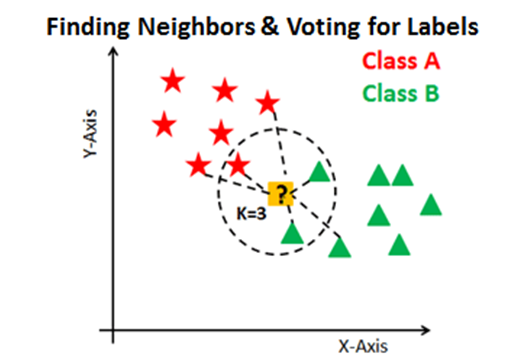 Finding Neighbors & Voting for Labels
Class A
Class B
Y-Axis
?
K=3
X-Axis